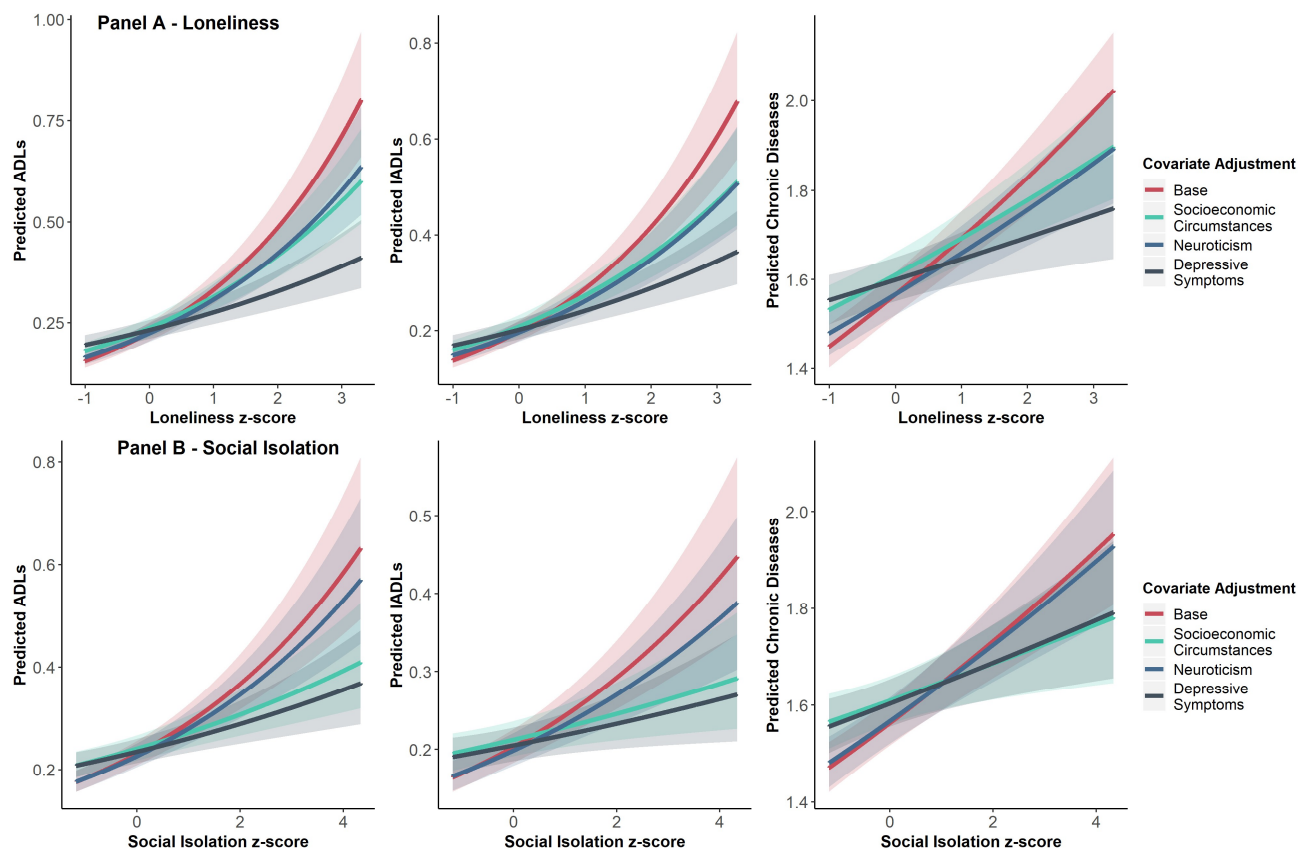 Panel A - Loneliness
Predicted ADLs
1.00
0.75
0.50
0.25
-1 0 1 2 3
Loneliness z-score
Predicted IADLs
0.8
0.6
0.4
0.2
-1 0 1 2 3
Loneliness z-score
Predicted Chronic Diseases
2.0
1.8
1.6
1.4
-1 0 1 2 3
Loneliness z-score
Covariate Adjustment
Base
Socioeconomic
Circumstances
Neuroticism
Depressive
Symptoms
Panel B - Social Isolation
Predicted ADLs
0.8
0.6
0.4
0.2
0 2 4
Social Isolation z-score
Predicted IADLs
0.5
0.4
0.3
0.2
0 2 4
Social Isolation z-score
Predicted Chronic Diseases
2.0
1.8
1.6
1.4
0 2 4
Social Isolation z-score
Covariate Adjustment
Base
Socioeconomic
Circumstances
Neuroticism
Depressive
Symptoms